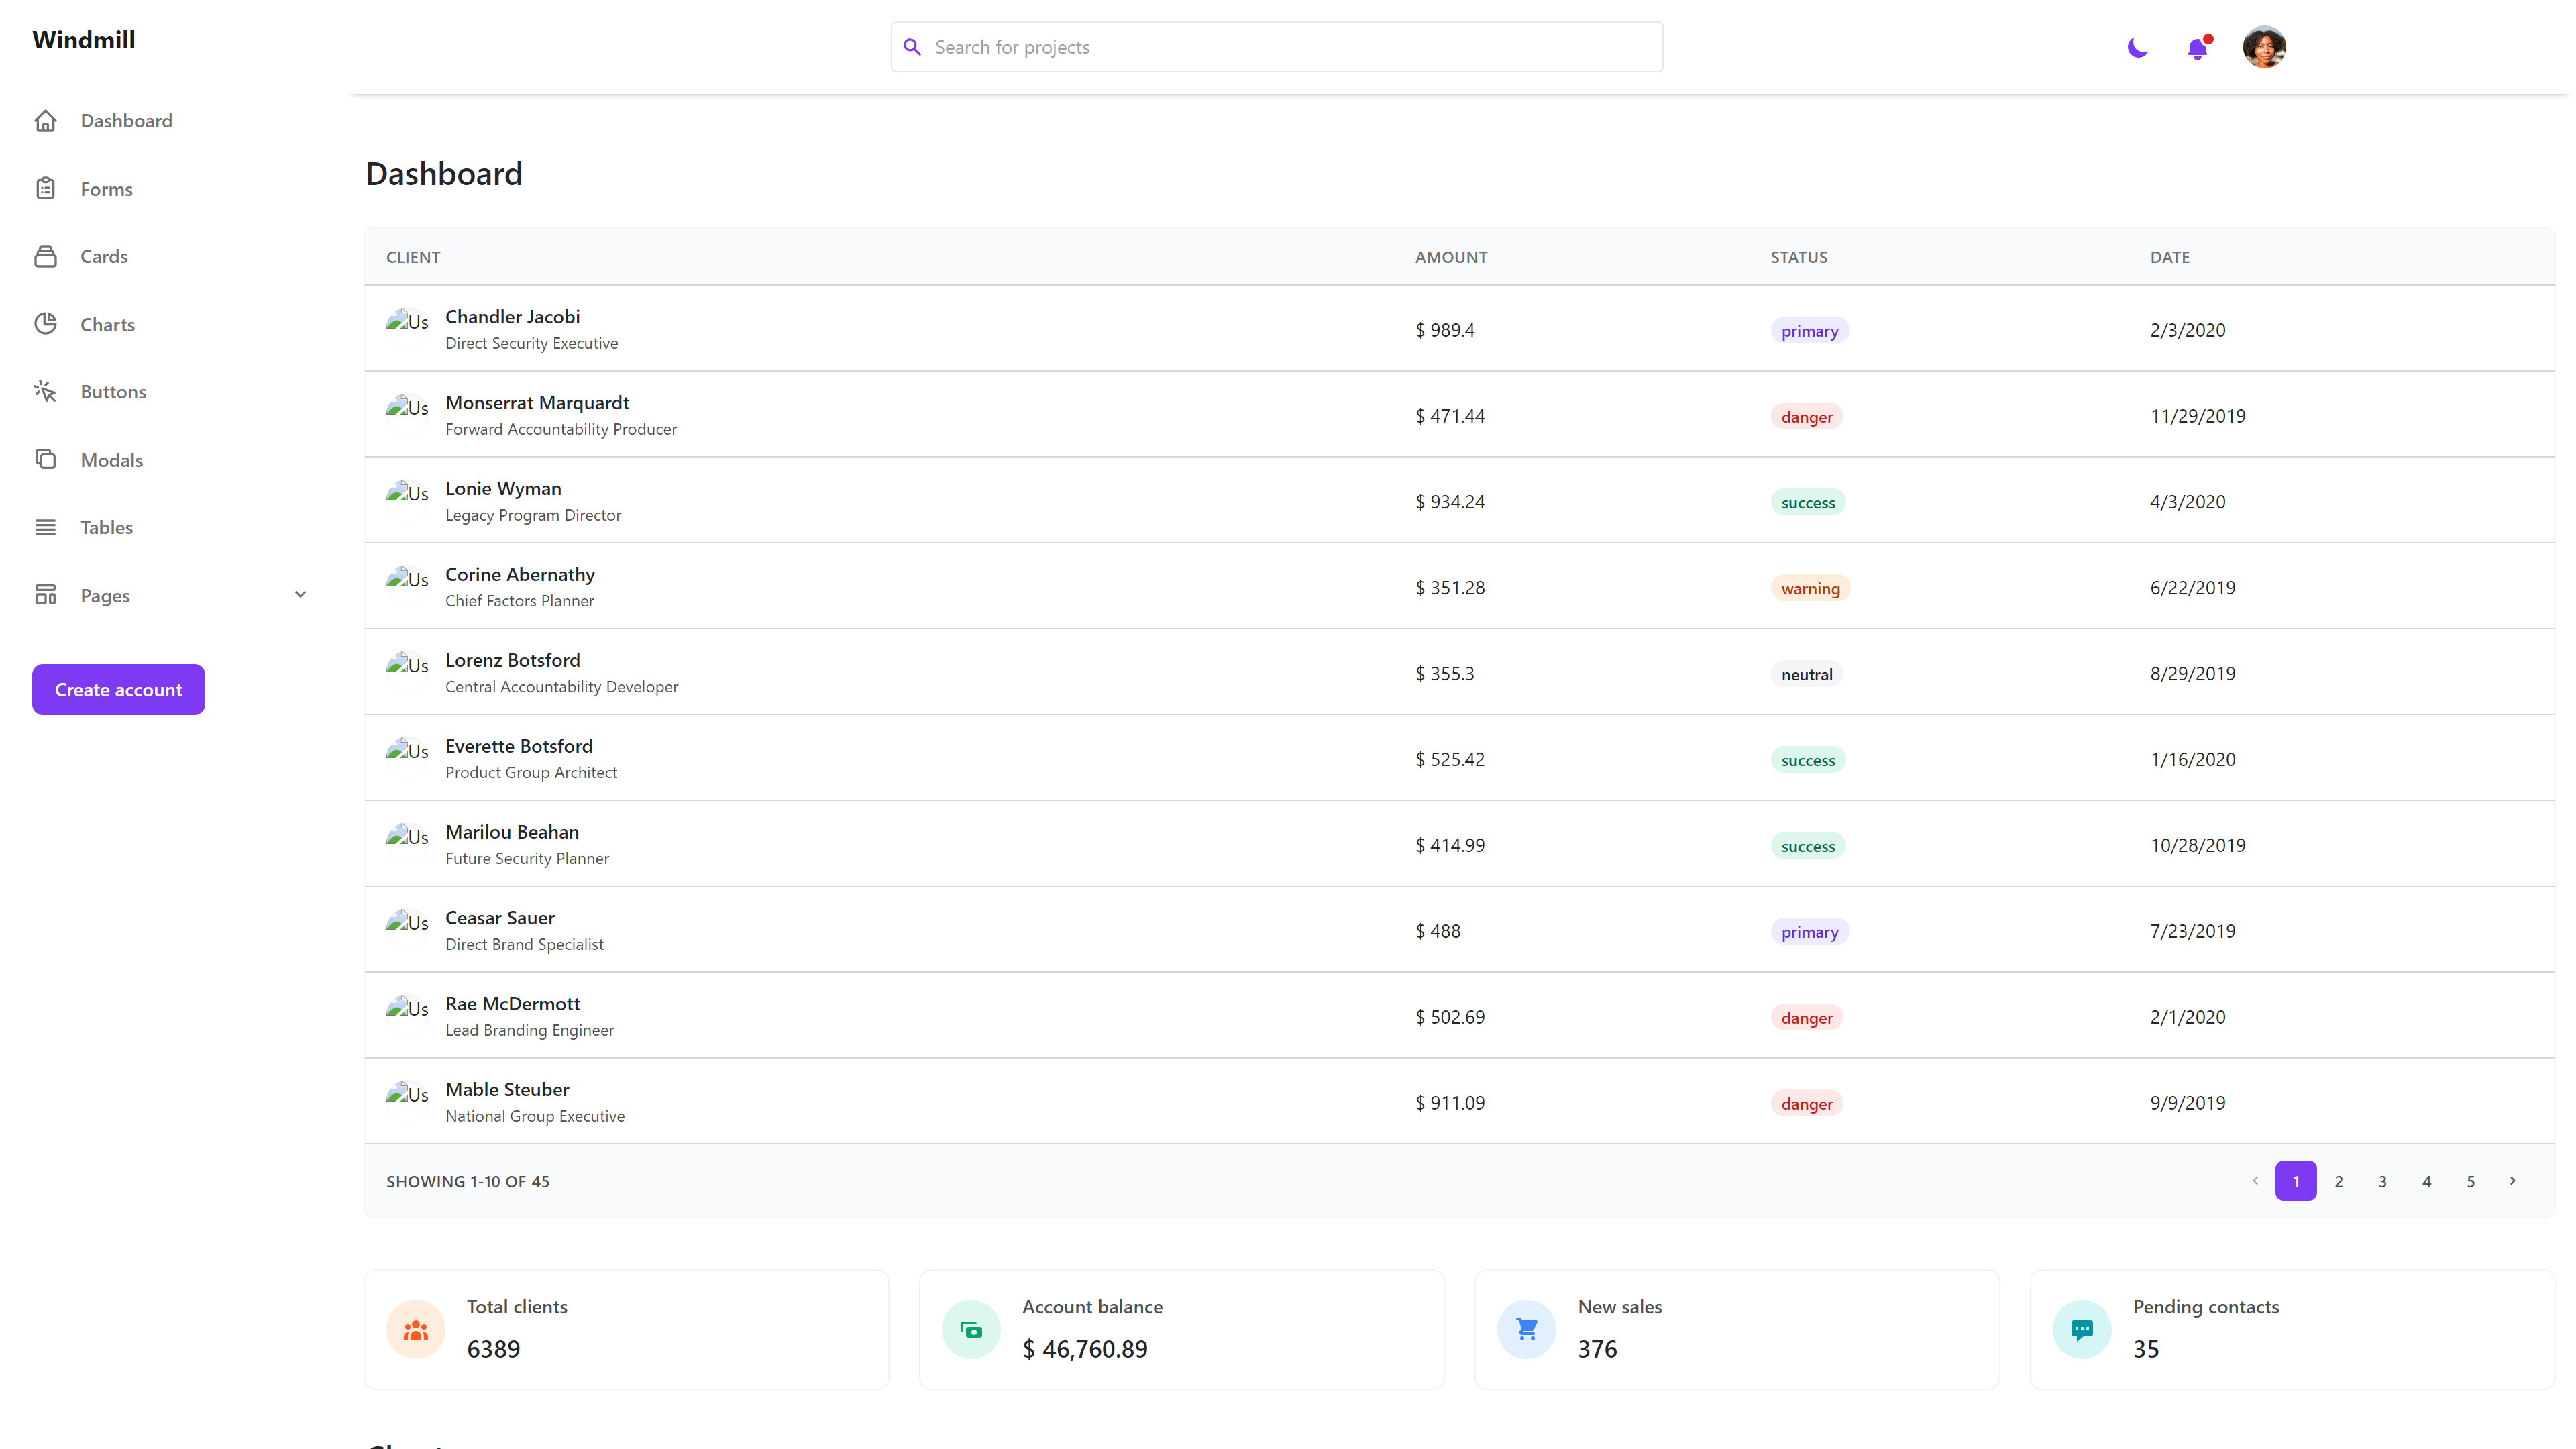 Windmill
Search for projects
Dashboard
Forms
Cards
Charts
Buttons
Modals
Tables
Pages
Create account
Dashboard
CLIENT AMOUNT STATUS DATE
Us Chandler Jacobi
Direct Security Executive
$ 989.4 primary 2/3/2020
Us Monserrat Marquardt
Forward Accountability Producer
$ 471.44 danger 11/29/2019
Us Lonie Wyman
Legacy Program Director
$ 934.24 success 4/3/2020
Us Corine Abernathy
Chief Factors Planner
$ 351.28 warning 6/22/2019
Us Lorenz Botsford
Central Accountability Developer
$ 355.3 neutral 8/29/2019
Us Everette Botsford
Product Group Architect
$ 525.42 success 1/16/2020
Us Marilou Beahan
Future Security Planner
$ 414.99 success 10/28/2019
Us Ceasar Sauer
Direct Brand Specialist
$ 488 primary 7/23/2019
Us Rae McDermott
Lead Branding Engineer
$ 502.69 danger 2/1/2020
Us Mable Steuber
National Group Executive
$ 911.09 danger 9/9/2019
SHOWING 1-10 OF 45
1 2 3 4 5
Total clients
6389
Account balance
$ 46,760.89
New sales
376
Pending contacts
35